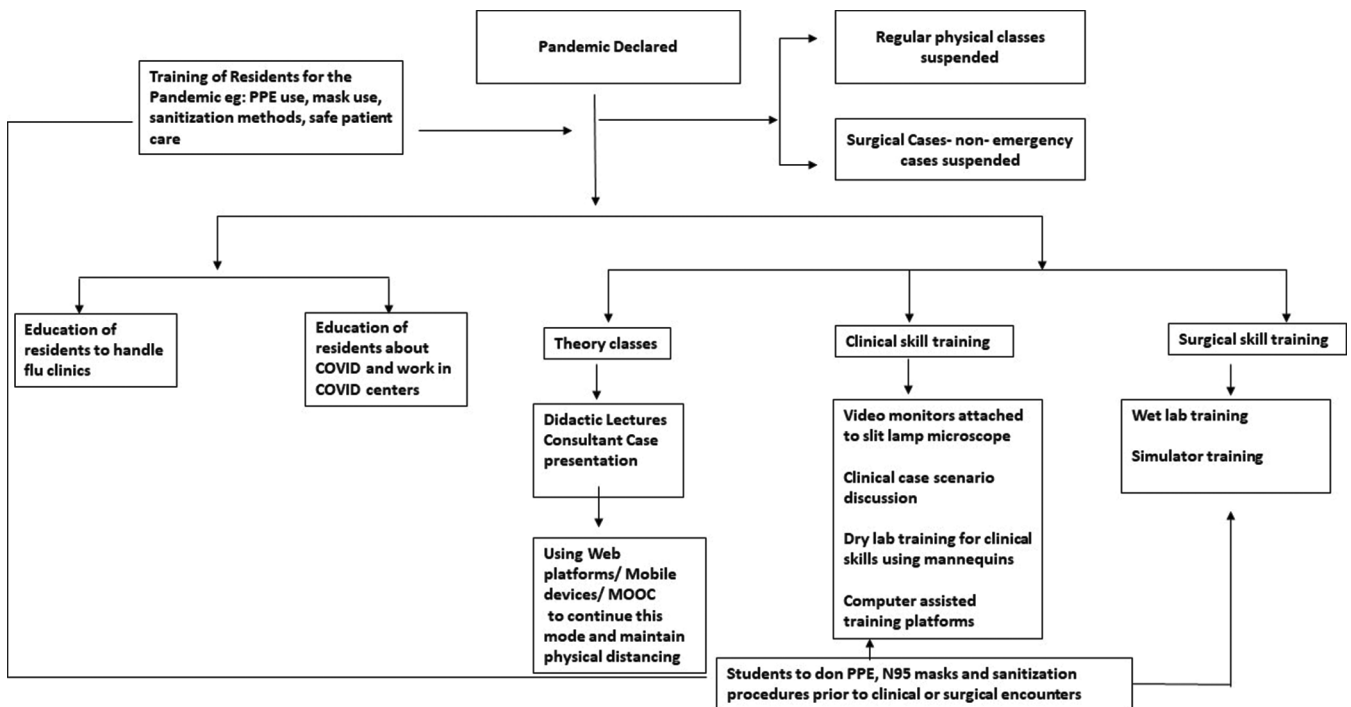 Pandemic Declared
Regular physical classes
suspended
Training of Residents for the
Pandemic eg: PPE use, mask use,
sanitization methods, safe patient
care
Surgical Cases- non- emergency
cases suspended
Education of
residents to handle
flu clinics
Education of
residents about
COVID and work in
COVID centers
Theory classes
Clinical skill training
Surgical skill training
Didactic Lectures
Consultant Case
presentation
Video monitors attached
to slit lamp microscope
Clinical case scenario
discussion
Dry lab training for clinical
skills using mannequins
Computer assisted
training platforms
Wet lab training
Simulator training
Using Web
platforms/ Mobile
devices/ MOOC
to continue this
mode and maintain
physical distancing
Students to don PPE, N95 masks and sanitization
procedures prior to clinical or surgical encounters